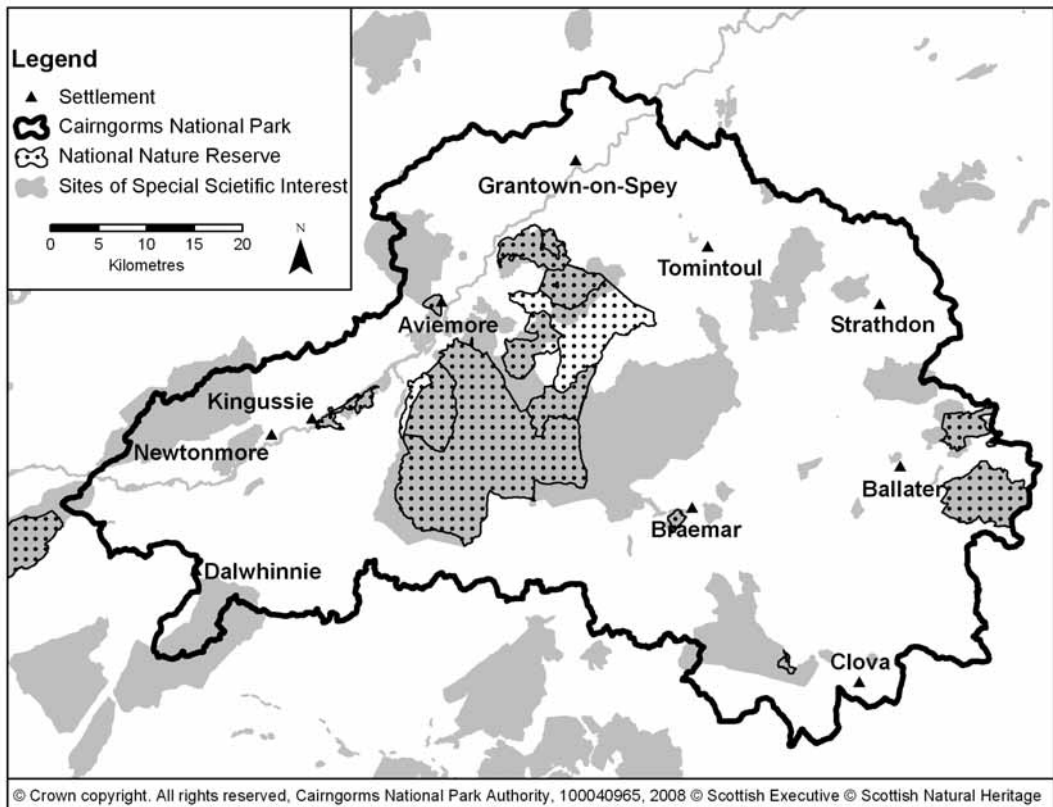 Legend
Settlement
Cairngorms National Park
National Nature Reserve
Sites of Special Scietific Interest
0 5 10 15 20
Kilometres
N
Grantown-on-Spey
Tomintoul
Strathdon
Aviemore
Kingussie
Newtonmore
Ballater
Braemar
Dalwhinnie
Clova
© Crown copyright. All rights reserved, Cairngorms National Park Authority, 100040965, 2008 © Scottish Executive © Scottish Natural Heritage